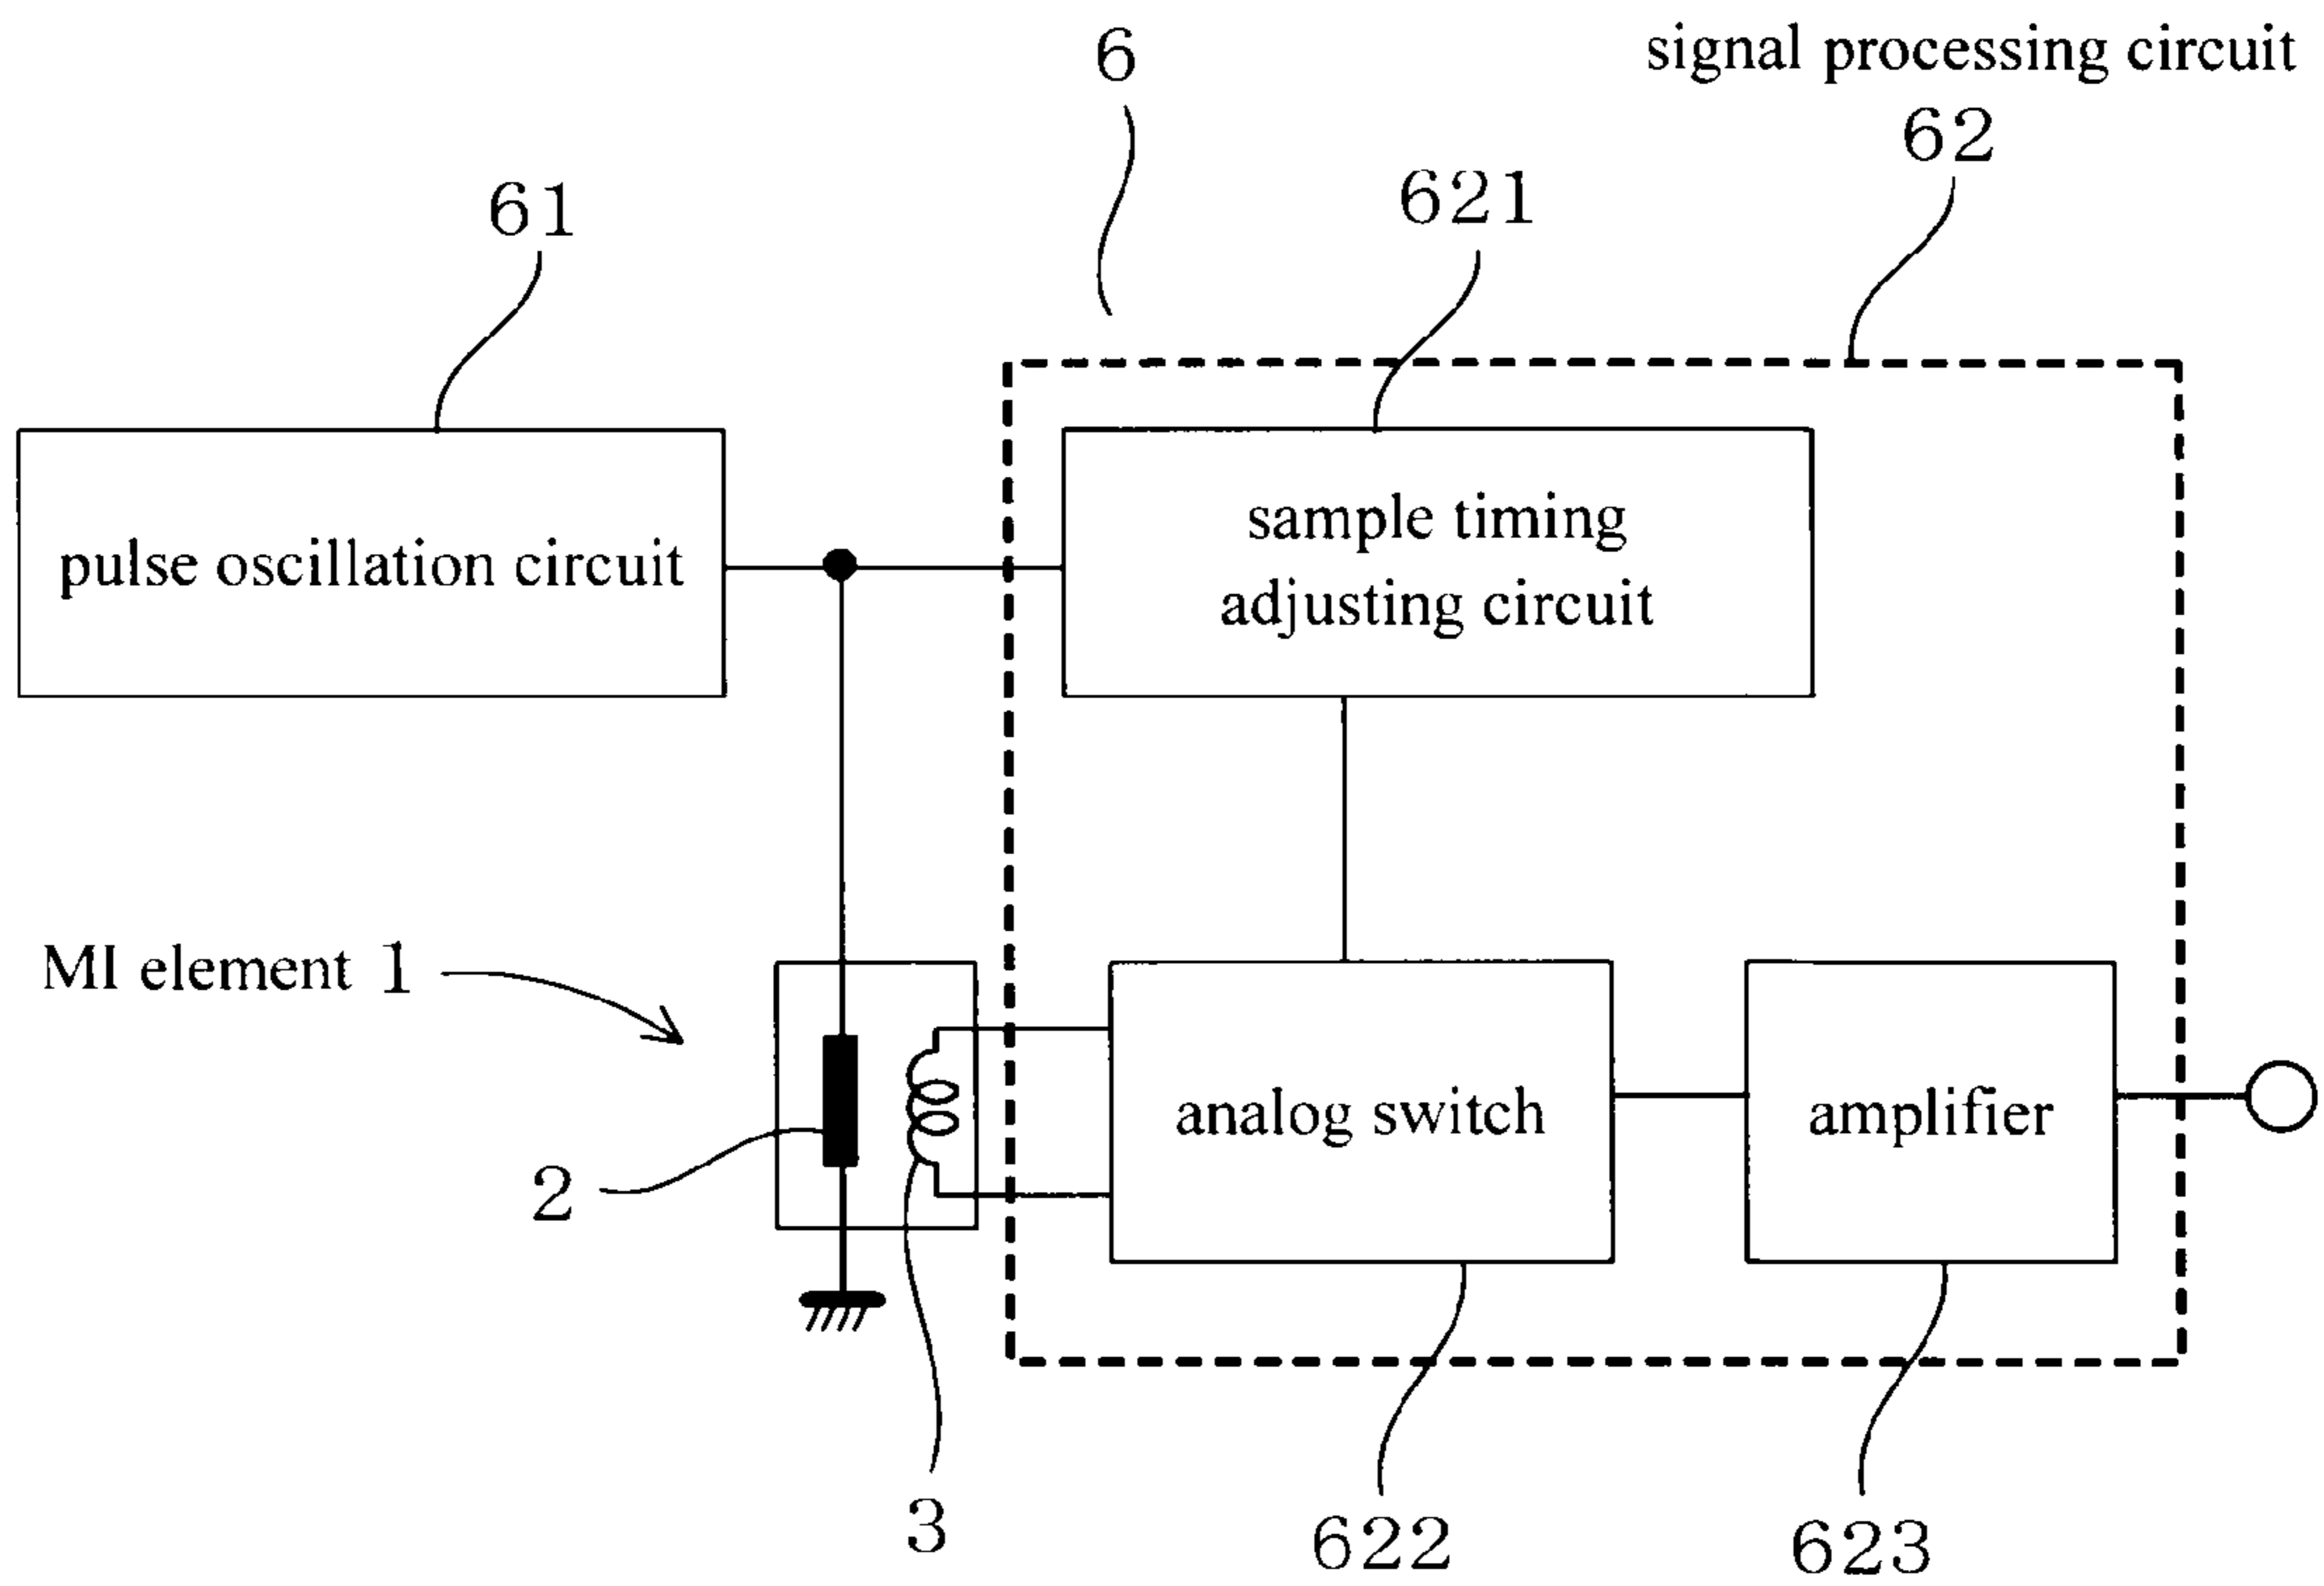 6
signal processing circuit
62
61
621
pulse oscillation circuit
sample timing
adjusting circuit
MI element 1
analog switch
amplifier
2
3
622
623